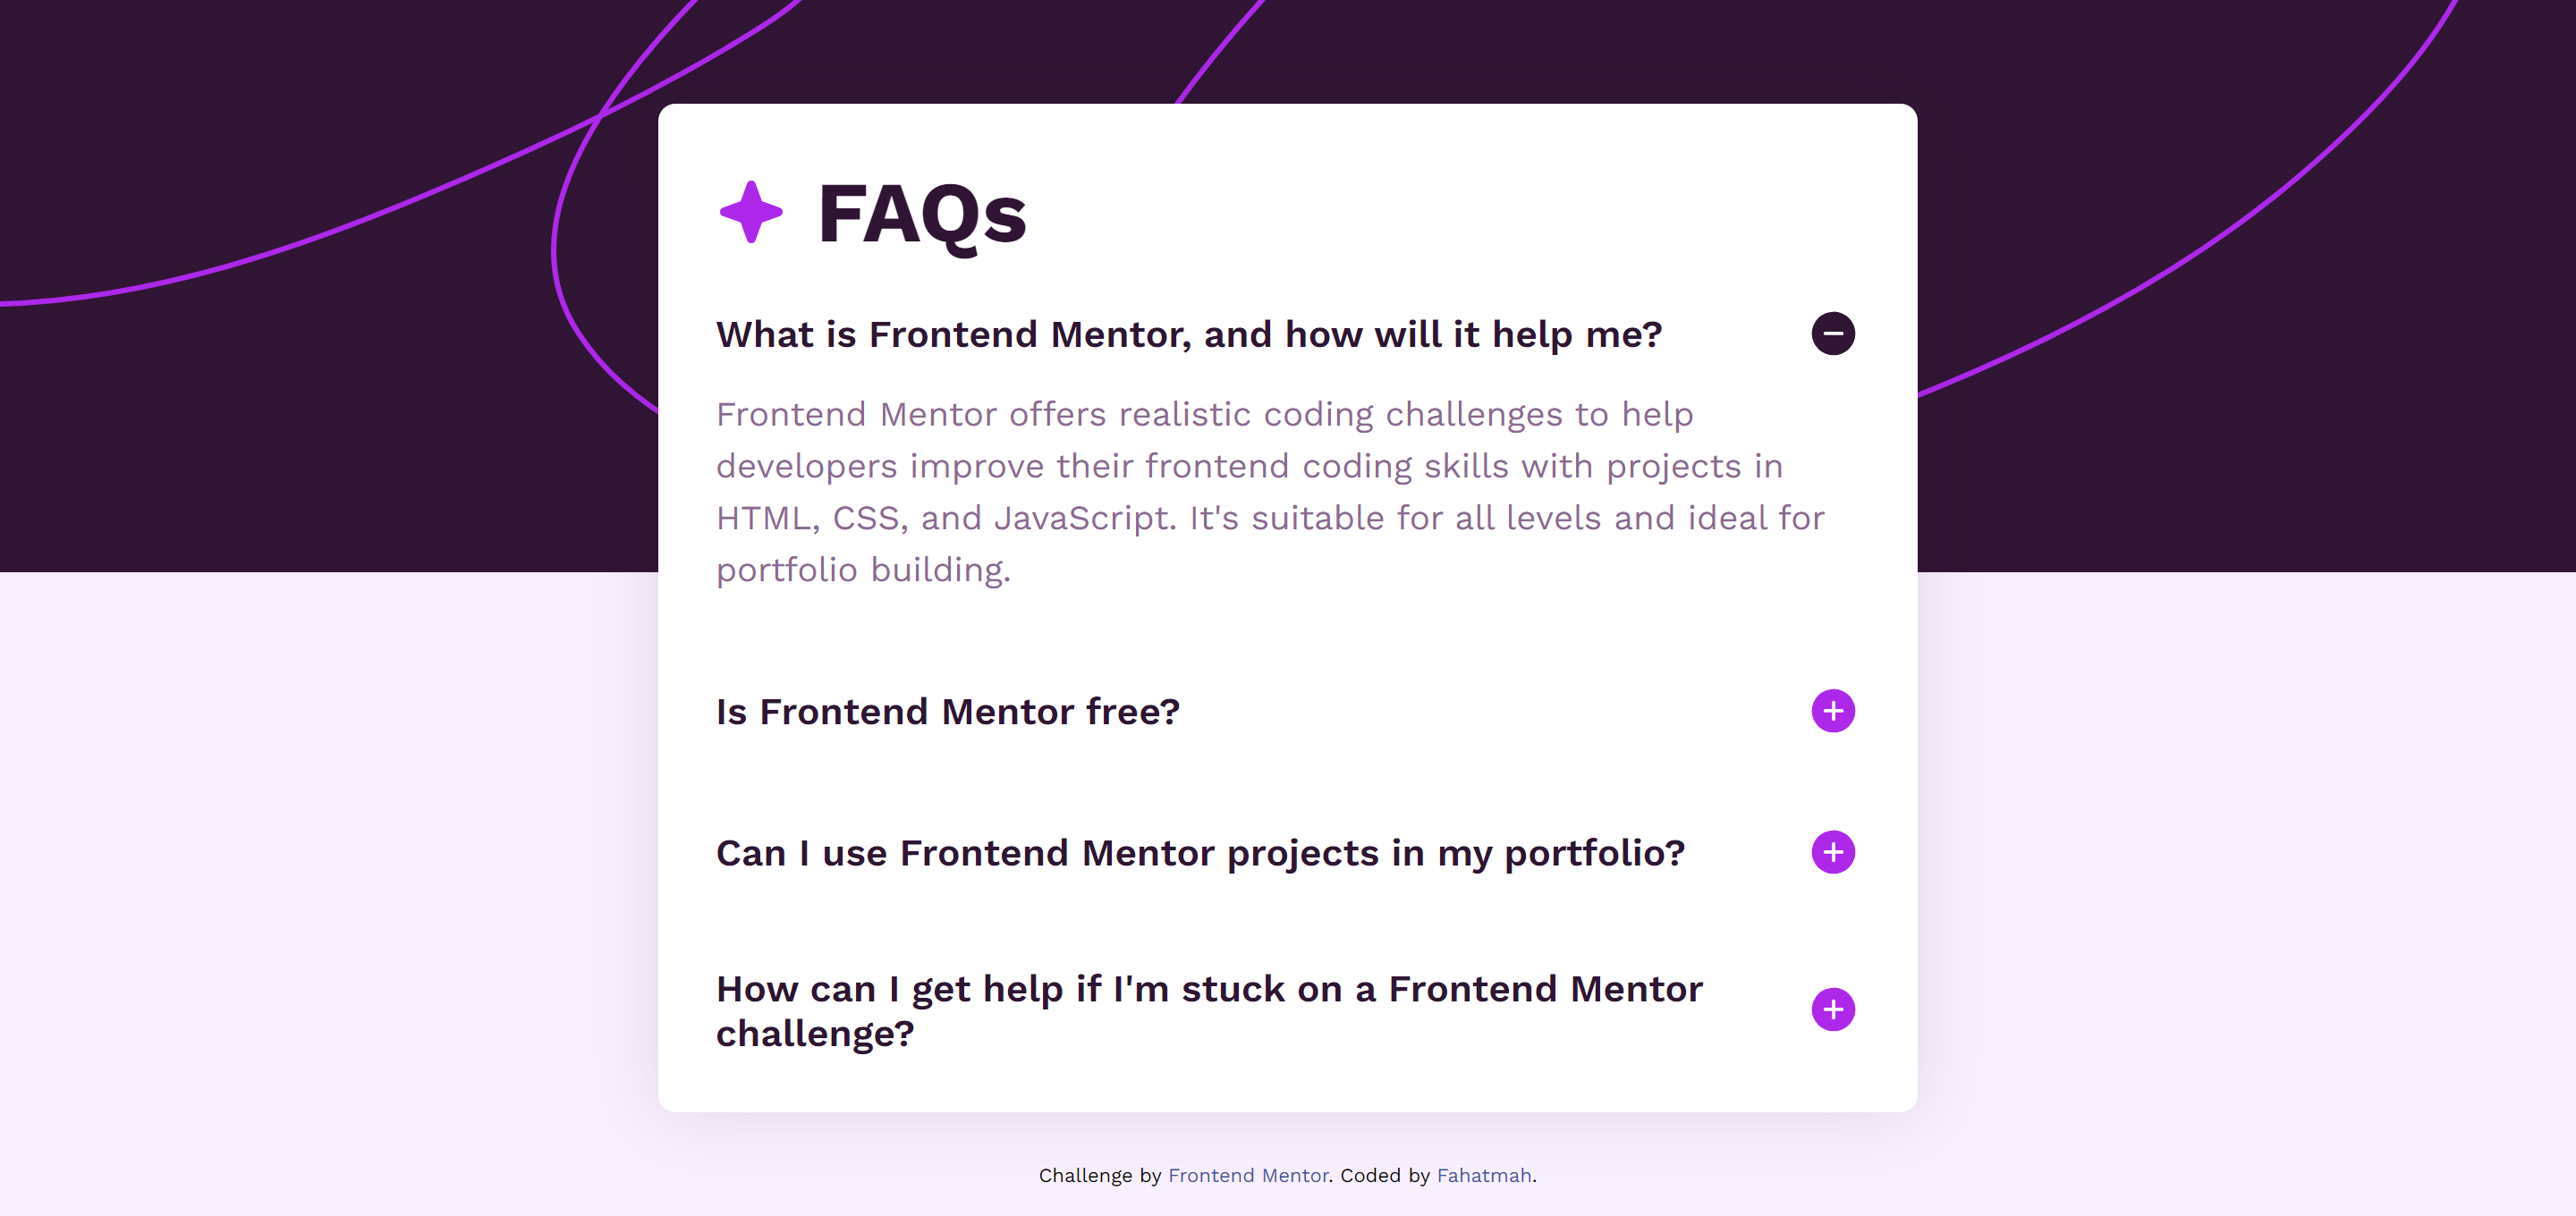 FAQs
What is Frontend Mentor, and how will it help me?
Frontend Mentor offers realistic coding challenges to help
developers improve their frontend coding skills with projects in
HTML, CSS, and JavaScript. It's suitable for all levels and ideal for
portfolio building.
Is Frontend Mentor free?
Can I use Frontend Mentor projects in my portfolio?
How can I get help if I'm stuck on a Frontend Mentor
challenge?
Challenge by Frontend Mentor. Coded by Fahatmah.